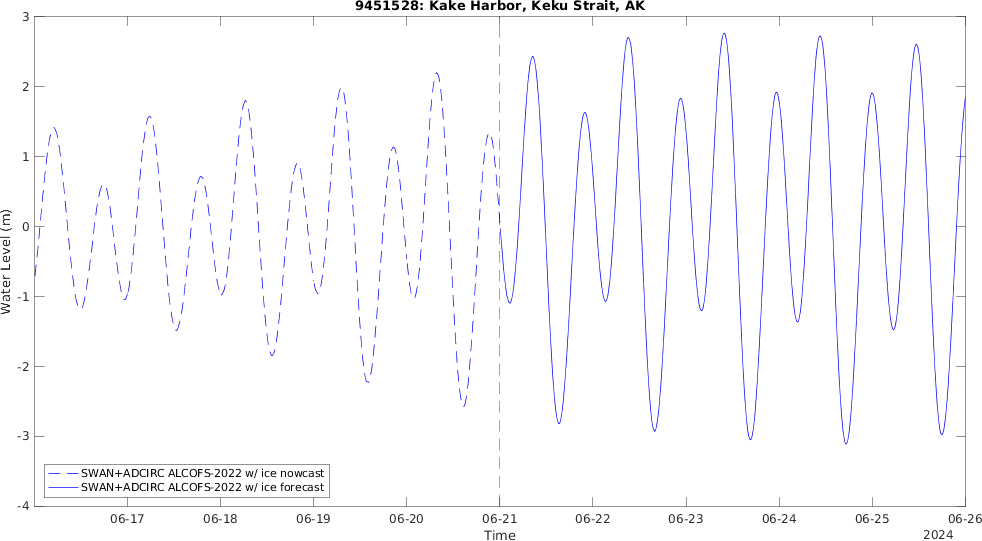 9451528: Kake Harbor, Keku Strait, AK
3
2
1
0
-1
-2
-3
-4
Water Level (m)
SWAN+ADCIRC ALCOFS-2022 w/ ice nowcast
SWAN+ADCIRC ALCOFS-2022 w/ ice forecast
06-17 06-18 06-19 06-20 06-21 06-22 06-23 06-24 06-25 06-26
Time
2024